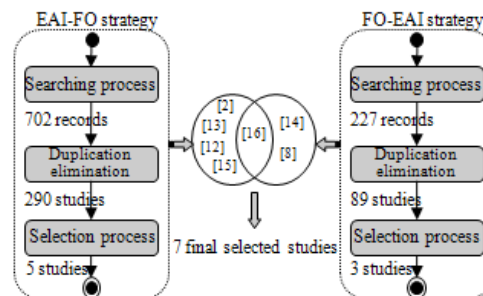 EAI-FO strategy
Searching process
702 records
Duplication
elimination
290 studies
Selection process
5 studies
[2]
[13]
[12]
[15]
[16]
[14]
[8]
7 final selected studies
FO-EAI strategy
Searching process
227 records
Duplication
elimination
89 studies
Selection process
3 studies